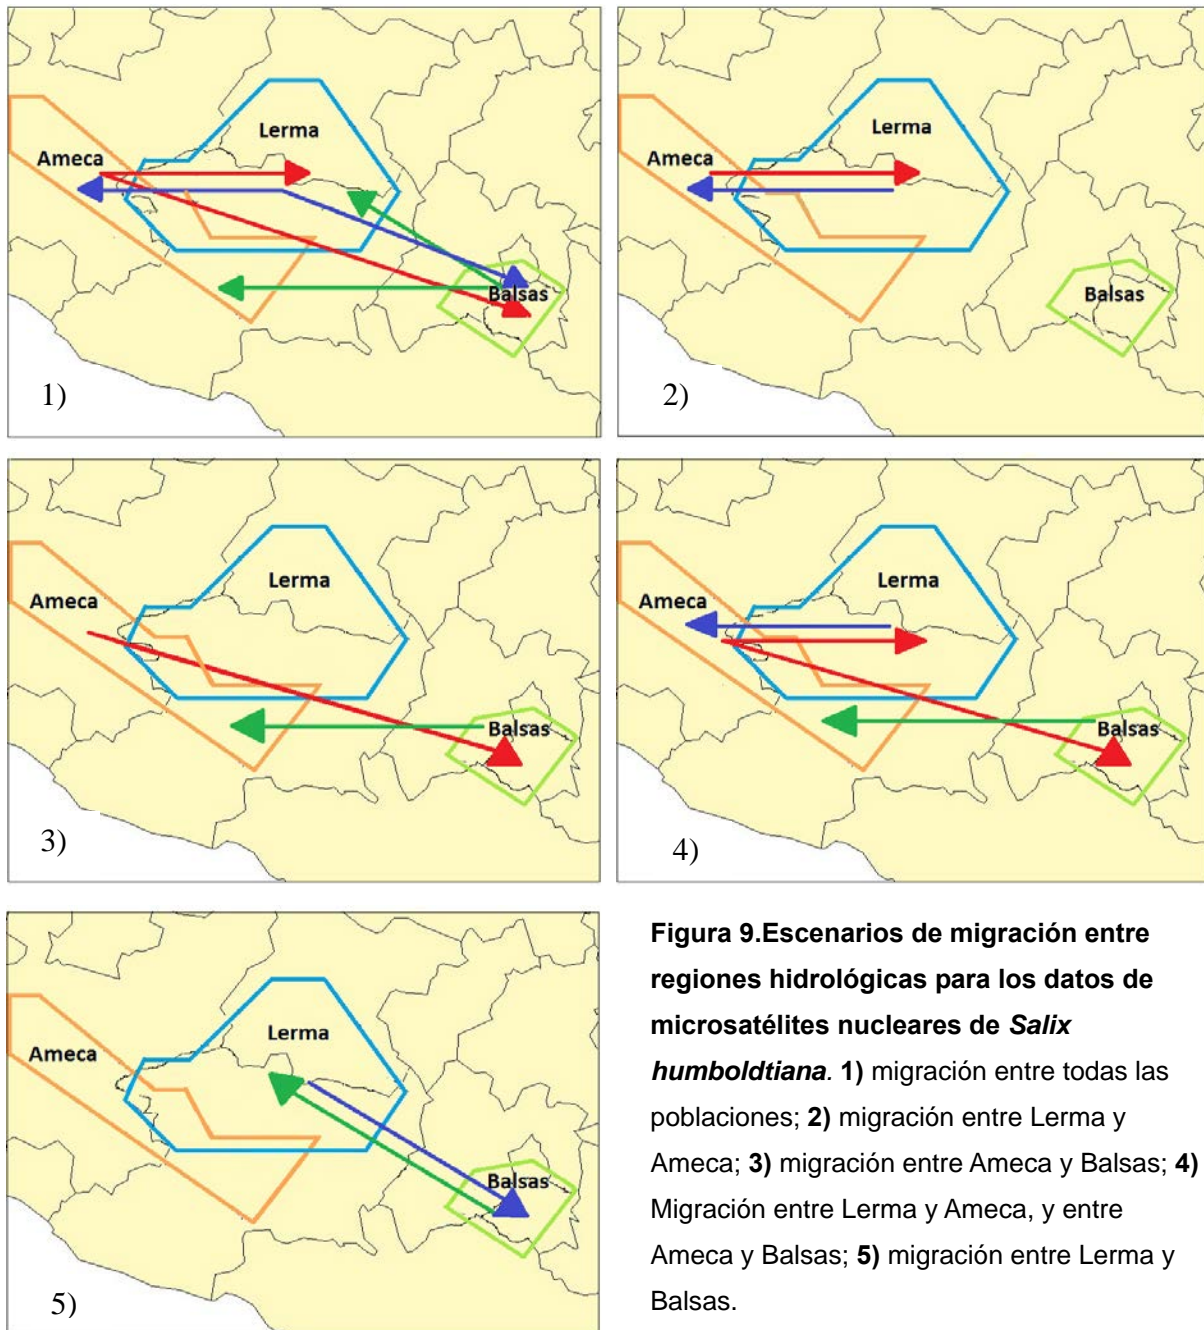 Lerma
Ameca
Balsas
1)
Lerma
Ameca
Balsas
2)
Lerma
Ameca
Balsas
3)
Lerma
Ameca
Balsas
4)
Lerma
Ameca
Balsas
5)
Figura 9.Escenarios de migración entre
regiones hidrológicas para los datos de
microsatélites nucleares de Salix
humboldtiana. 1) migración entre todas las
poblaciones; 2) migración entre Lerma y
Ameca; 3) migración entre Ameca y Balsas; 4)
Migración entre Lerma y Ameca, y entre
Ameca y Balsas; 5) migración entre Lerma y
Balsas.